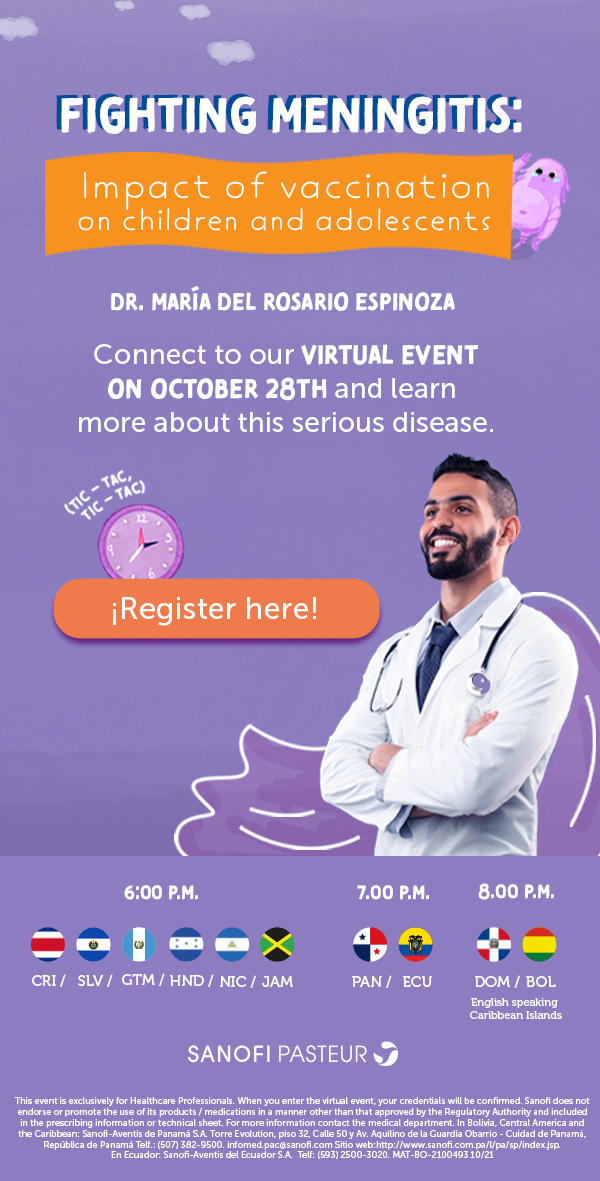 FIGHTING MENINGITIS:
Impact of vaccination
on children and adolescents
DR. MARÍA DEL ROSARIO ESPINOZA
Connect to our VIRTUAL EVENT
ON OCTOBER 28TH and learn
more about this serious disease.
(TIC – TAC,
TIC – TAC)
12
3
6
9
¡Register here!
6:00 P.M.
7.00 P.M.
8.00 P.M.
CRI / SLV / GTM / HND / NIC / JAM
PAN / ECU
DOM / BOL
English speaking
Caribbean Islands
SANOFI PASTEUR
This event is exclusively for Healthcare Professionals. When you enter the virtual event, your credentials will be confirmed. Sanofi does not
endorse or promote the use of its products / medications in a manner other than that approved by the Regulatory Authority and included
in the prescribing information or technical sheet. For more information contact the medical department. In Bolivia, Central America and
the Caribbean: Sanofi-Aventis de Panamá S.A. Torre Evolution, piso 32, Calle 50 y Av. Aquilino de la Guardia Obarrio - Cuidad de Panamá,
República de Panamá Telf.: (507) 382-9500. infomed.pac@sanofi.com Sitio web:http://www.sanofi.com.pa/l/pa/sp/index.jsp.
En Ecuador: Sanofi-Aventis del Ecuador S.A. Telf: (593) 2500-3020. MAT-BO-2100493 10/21